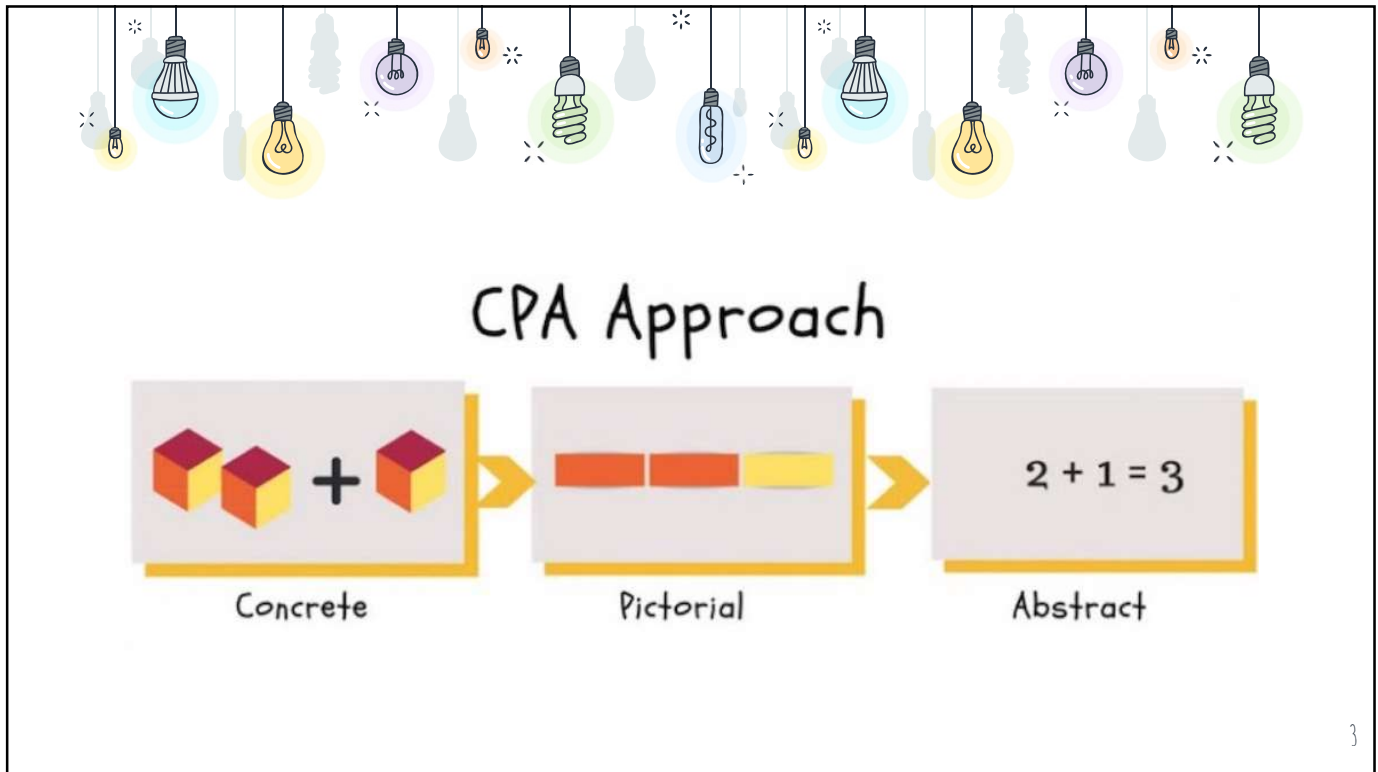 CPA Approach
+
2 + 1 = 3
Concrete
Pictorial
Abstract
3